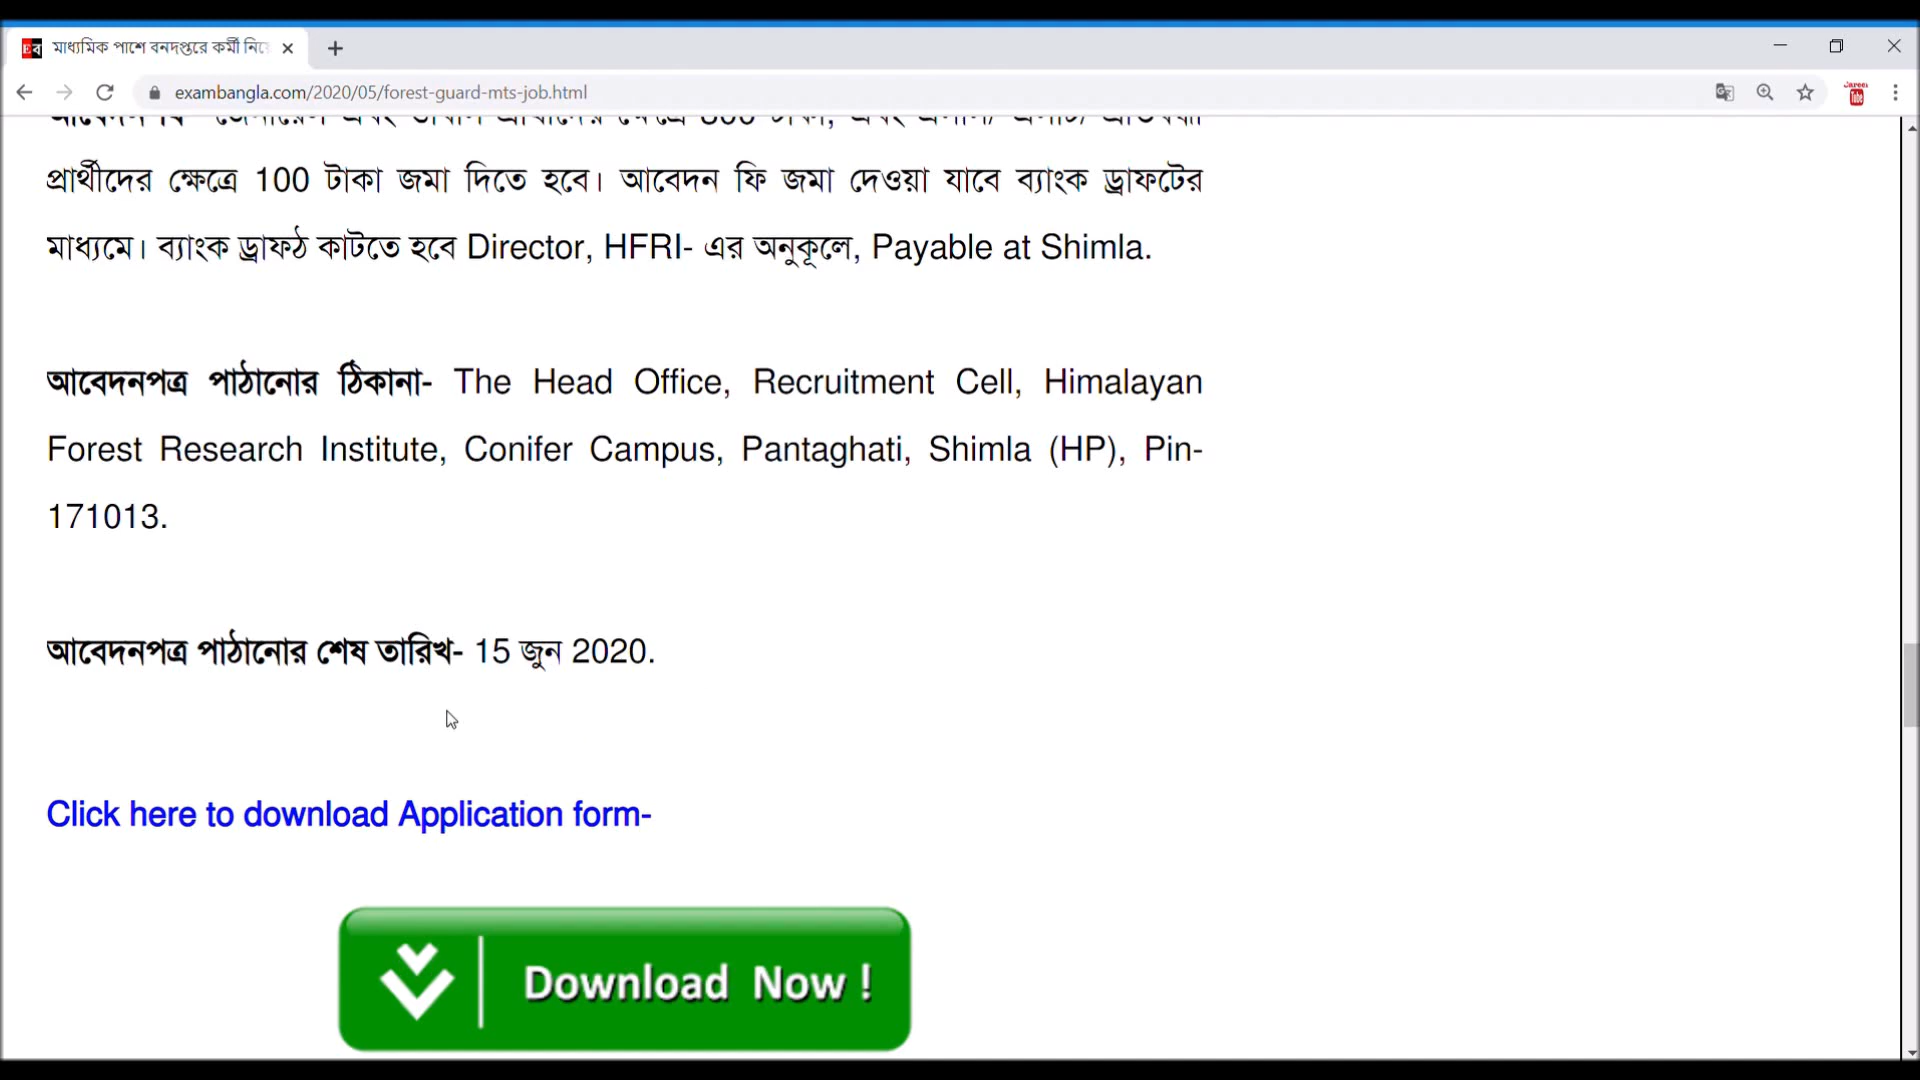 মাধ্যমিক পাশে বনদপ্তরে কর্মী নিয়ে
exambangla.com/2020/05/forest-guard-mts-job.html
প্রার্থীদের ক্ষেত্রে 100 টাকা জমা দিতে হবে। আবেদন ফি জমা দেওয়া যাবে ব্যাংক ড্রাফটের
মাধ্যমে। ব্যাংক ড্রাফঠ কাটতে হবে Director, HFRI- এর অনুকূলে, Payable at Shimla.
আবেদনপত্র পাঠানোর ঠিকানা- The Head Office, Recruitment Cell, Himalayan
Forest Research Institute, Conifer Campus, Pantaghati, Shimla (HP), Pin-
171013.
আবেদনপত্র পাঠানোর শেষ তারিখ- 15 জুন 2020.
Click here to download Application form-
Download Now !